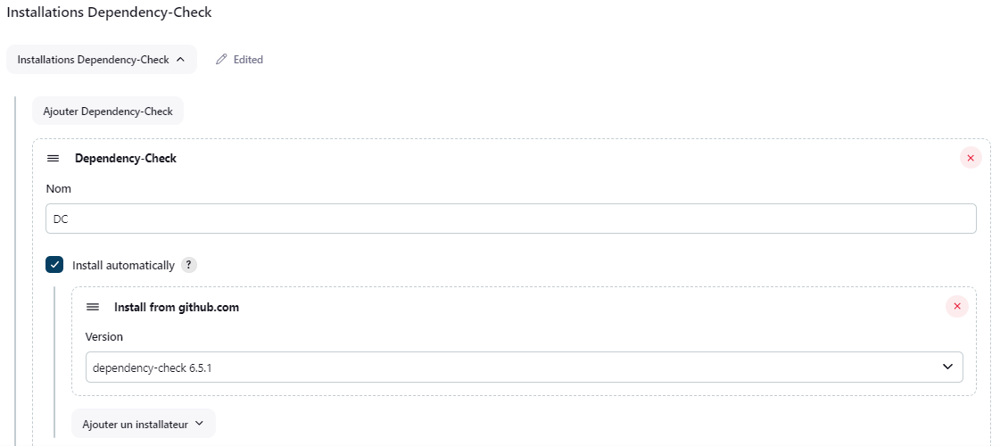 Installations Dependency-Check
Installations Dependency-Check
Edited
Ajouter Dependency-Check
Dependency-Check
Nom
DC
Install automatically ?
Install from github.com
Version
dependency-check 6.5.1
Ajouter un installateur